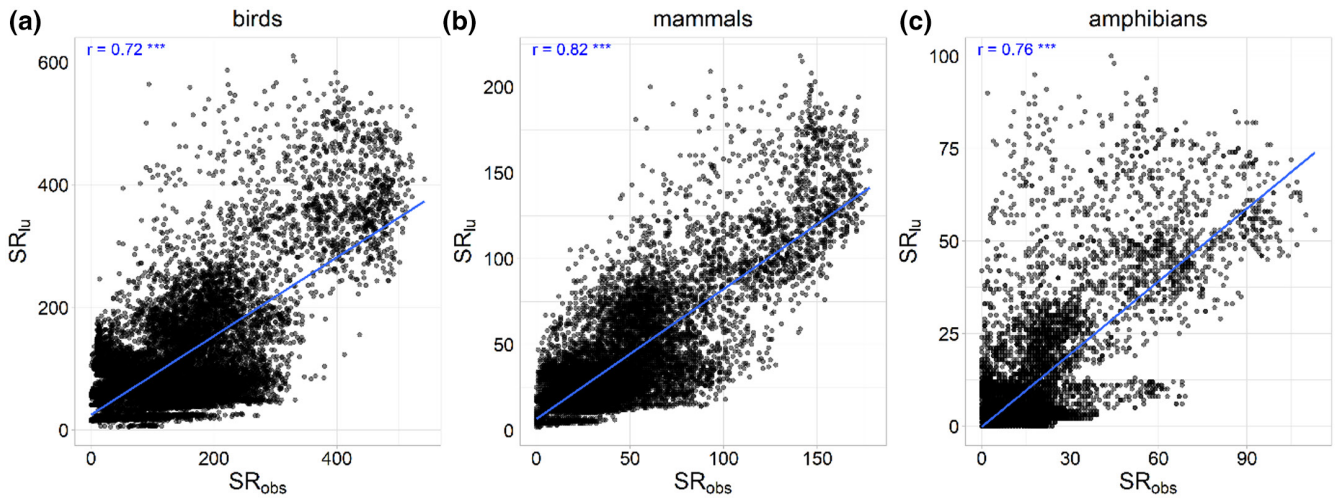 (a) birds
r = 0.72 ***
600
400
200
0
SRlu
0 200 400
SRobs
(b) mammals
r = 0.82 ***
200
150
100
50
0
SRlu
0 50 100 150
SRobs
(c) amphibians
r = 0.76 ***
100
75
50
25
0
SRlu
0 30 60 90
SRobs